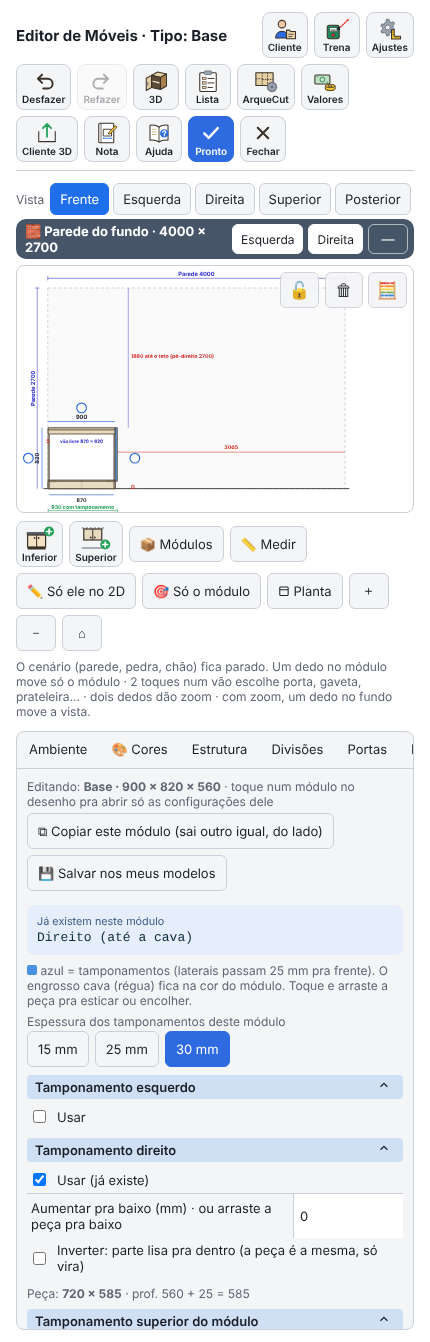 Editor de Móveis · Tipo: Base
Cliente
Trena
Ajustes
Desfazer
Refazer
3D
Lista
ArqueCut
Valores
Cliente 3D
Nota
Ajuda
Pronto
Fechar
Vista
Frente
Esquerda
Direita
Superior
Posterior
🧱 Parede do fundo · 4000 × 2700
Esquerda
Direita
—
Parede 4000
1880 até o teto (pé-direito 2700)
Parede 2700
900
820
vão livre 870 × 620
3065
0
870
930 com tamponamento
Inferior
Superior
📦 Módulos
📏 Medir
✏️ Só ele no 2D
🎯 Só o módulo
Planta
+
−
⌂
O cenário (parede, pedra, chão) fica parado. Um dedo no módulo
move só o módulo · 2 toques num vão escolhe porta, gaveta,
prateleira... · dois dedos dão zoom · com zoom, um dedo no fundo
move a vista.
Ambiente
🎨 Cores
Estrutura
Divisões
Portas
Editando: Base · 900 × 820 × 560 · toque num módulo no
desenho pra abrir só as configurações dele
⧉ Copiar este módulo (sai outro igual, do lado)
💾 Salvar nos meus modelos
Já existem neste módulo
Direito (até a cava)
azul = tamponamentos (laterais passam 25 mm pra frente). O
engrosso cava (régua) fica na cor do módulo. Toque e arraste a
peça pra esticar ou encolher.
Espessura dos tamponamentos deste módulo
15 mm
25 mm
30 mm
Tamponamento esquerdo
Usar
Tamponamento direito
Usar (já existe)
Aumentar pra baixo (mm) · ou arraste a
peça pra baixo
0
Inverter: parte lisa pra dentro (a peça é a mesma, só
vira)
Peça: 720 × 585 · prof. 560 + 25 = 585
Tamponamento superior do módulo